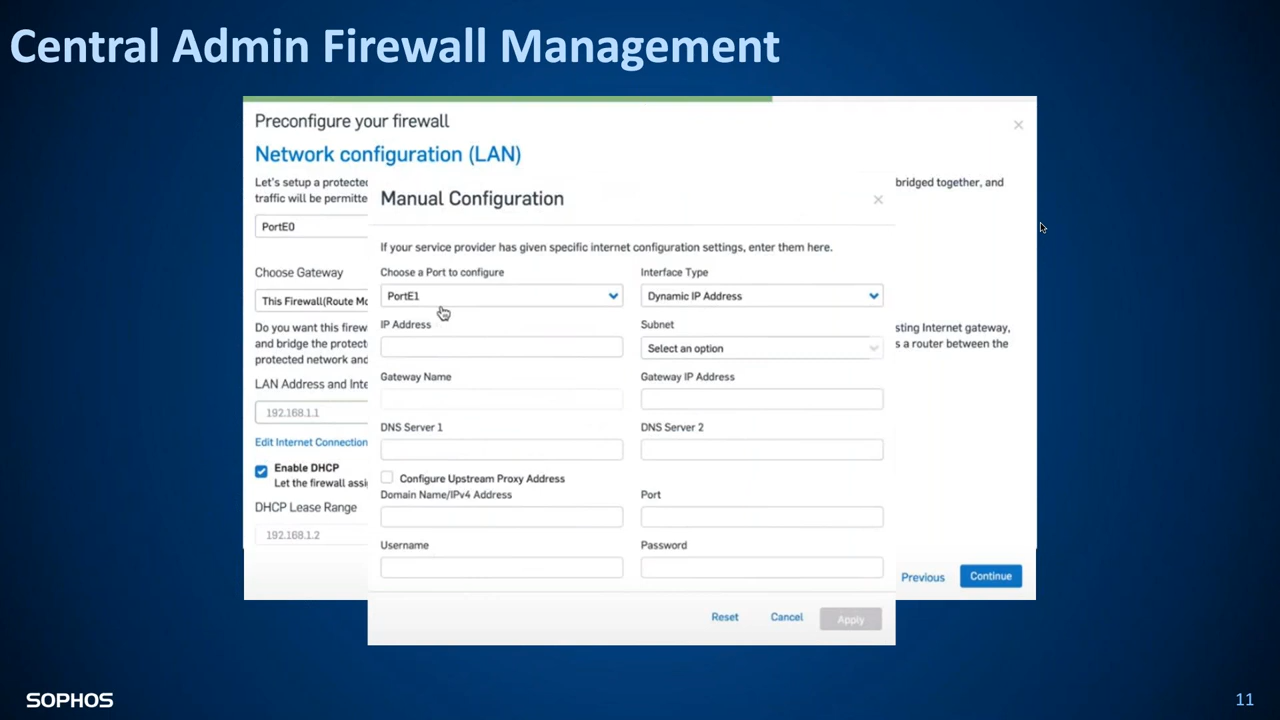 Central Admin Firewall Management
Preconfigure your firewall
Network configuration (LAN)
Let's setup a protected
bridged together, and
traffic will be permitte
PortE0
Choose Gateway
This Firewall(Route Mo
Do you want this firew
sting Internet gateway,
and bridge the protect
s a router between the
protected network and
LAN Address and Inte
192.168.1.1
Edit Internet Connection
Enable DHCP
Let the firewall assi
DHCP Lease Range
192.168.1.2
Previous
Continue
Manual Configuration
If your service provider has given specific internet configuration settings, enter them here.
Choose a Port to configure
Interface Type
PortE1
Dynamic IP Address
IP Address
Subnet
Select an option
Gateway Name
Gateway IP Address
DNS Server 1
DNS Server 2
Configure Upstream Proxy Address
Domain Name/IPv4 Address
Port
Username
Password
Reset
Cancel
Apply
SOPHOS
11